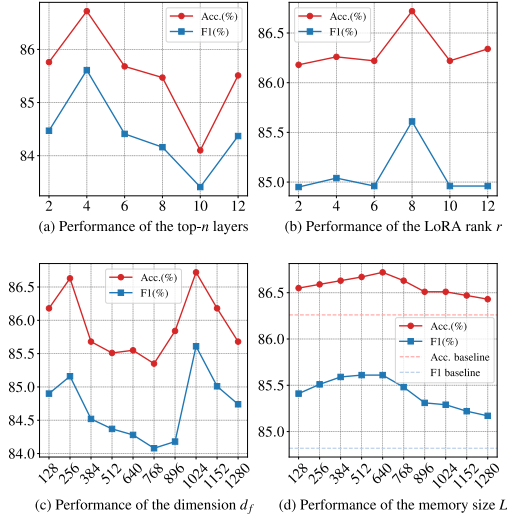 Acc.(%)
F1(%)
86
85
84
2 4 6 8 10 12
(a) Performance of the top-n layers
Acc.(%)
F1(%)
86.5
86.0
85.5
85.0
2 4 6 8 10 12
(b) Performance of the LoRA rank r
Acc.(%)
F1(%)
86.5
86.0
85.5
85.0
84.5
84.0
128 256 384 512 640 768 896 1024 1152 1280
(c) Performance of the dimension d_f
Acc.(%)
F1(%)
Acc. baseline
F1 baseline
86.5
86.0
85.5
85.0
128 256 384 512 640 768 896 1024 1152 1280
(d) Performance of the memory size L